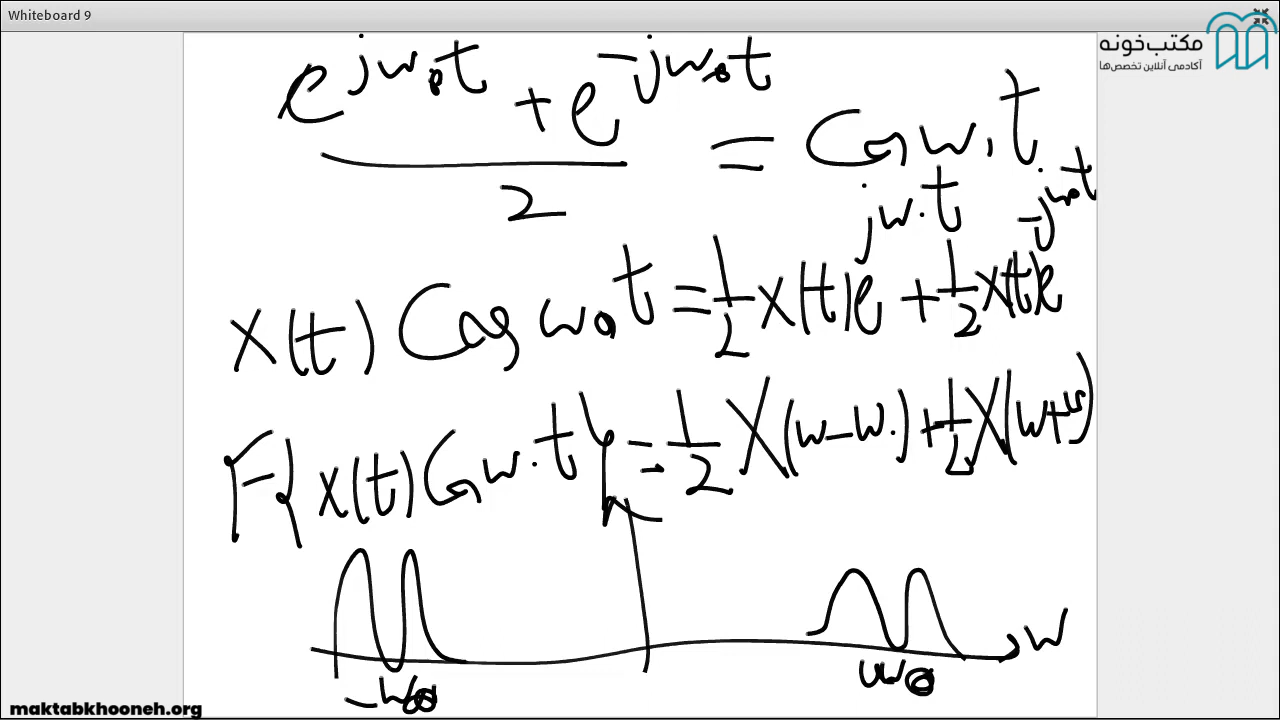 Whiteboard 9
مکتب‌خونه
آکادمی آنلاین تخصص‌ها
(e^{jω₀t} + e^{-jω₀t})/2 = Cos ω₀t
x(t) Cos ω₀t = 1/2 x(t)e^{jω₀t} + 1/2 x(t)e^{-jω₀t}
F{x(t) Cos ω₀t} = 1/2 X(ω-ω₀) + 1/2 X(ω+ω₀)
ω
-ω₀ ω₀
maktabkhooneh.org